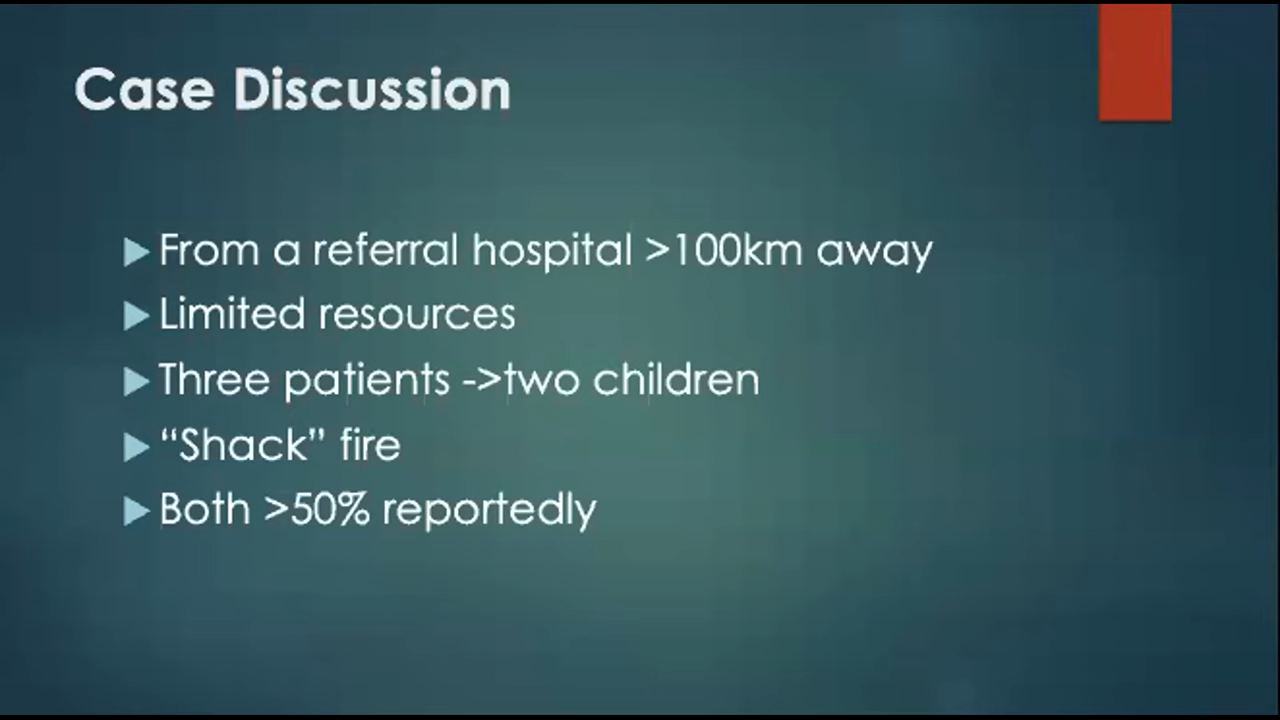 Case Discussion
From a referral hospital >100km away
Limited resources
Three patients ->two children
“Shack” fire
Both >50% reportedly